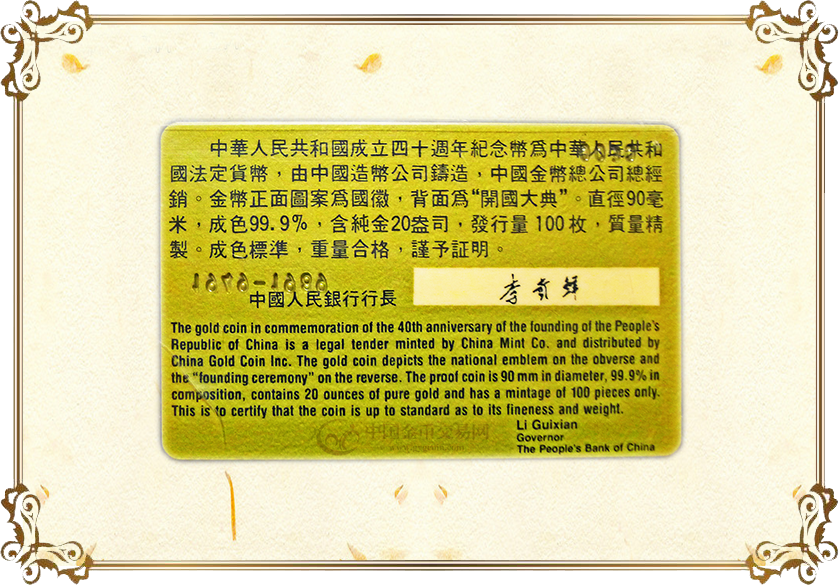 中華人民共和國成立四十週年紀念幣爲中華人民共和
國法定貨幣，由中國造幣公司鑄造，中國金幣總公司總經
銷。金幣正面圖案爲國徽，背面爲“開國大典”。直徑90毫
米，成色99.9%，含純金20盎司，發行量100枚，質量精
製。成色標準，重量合格，謹予証明。
中國人民銀行行長
The gold coin in commemoration of the 40th anniversary of the founding of the People's
Republic of China is a legal tender minted by China Mint Co. and distributed by
China Gold Coin Inc. The gold coin depicts the national emblem on the obverse and
the "founding ceremony" on the reverse. The proof coin is 90 mm in diameter, 99.9% in
composition, contains 20 ounces of pure gold and has a mintage of 100 pieces only.
This is to certify that the coin is up to standard as to its fineness and weight.
Li Guixian
Governor
The People's Bank of China
中国金币交易网